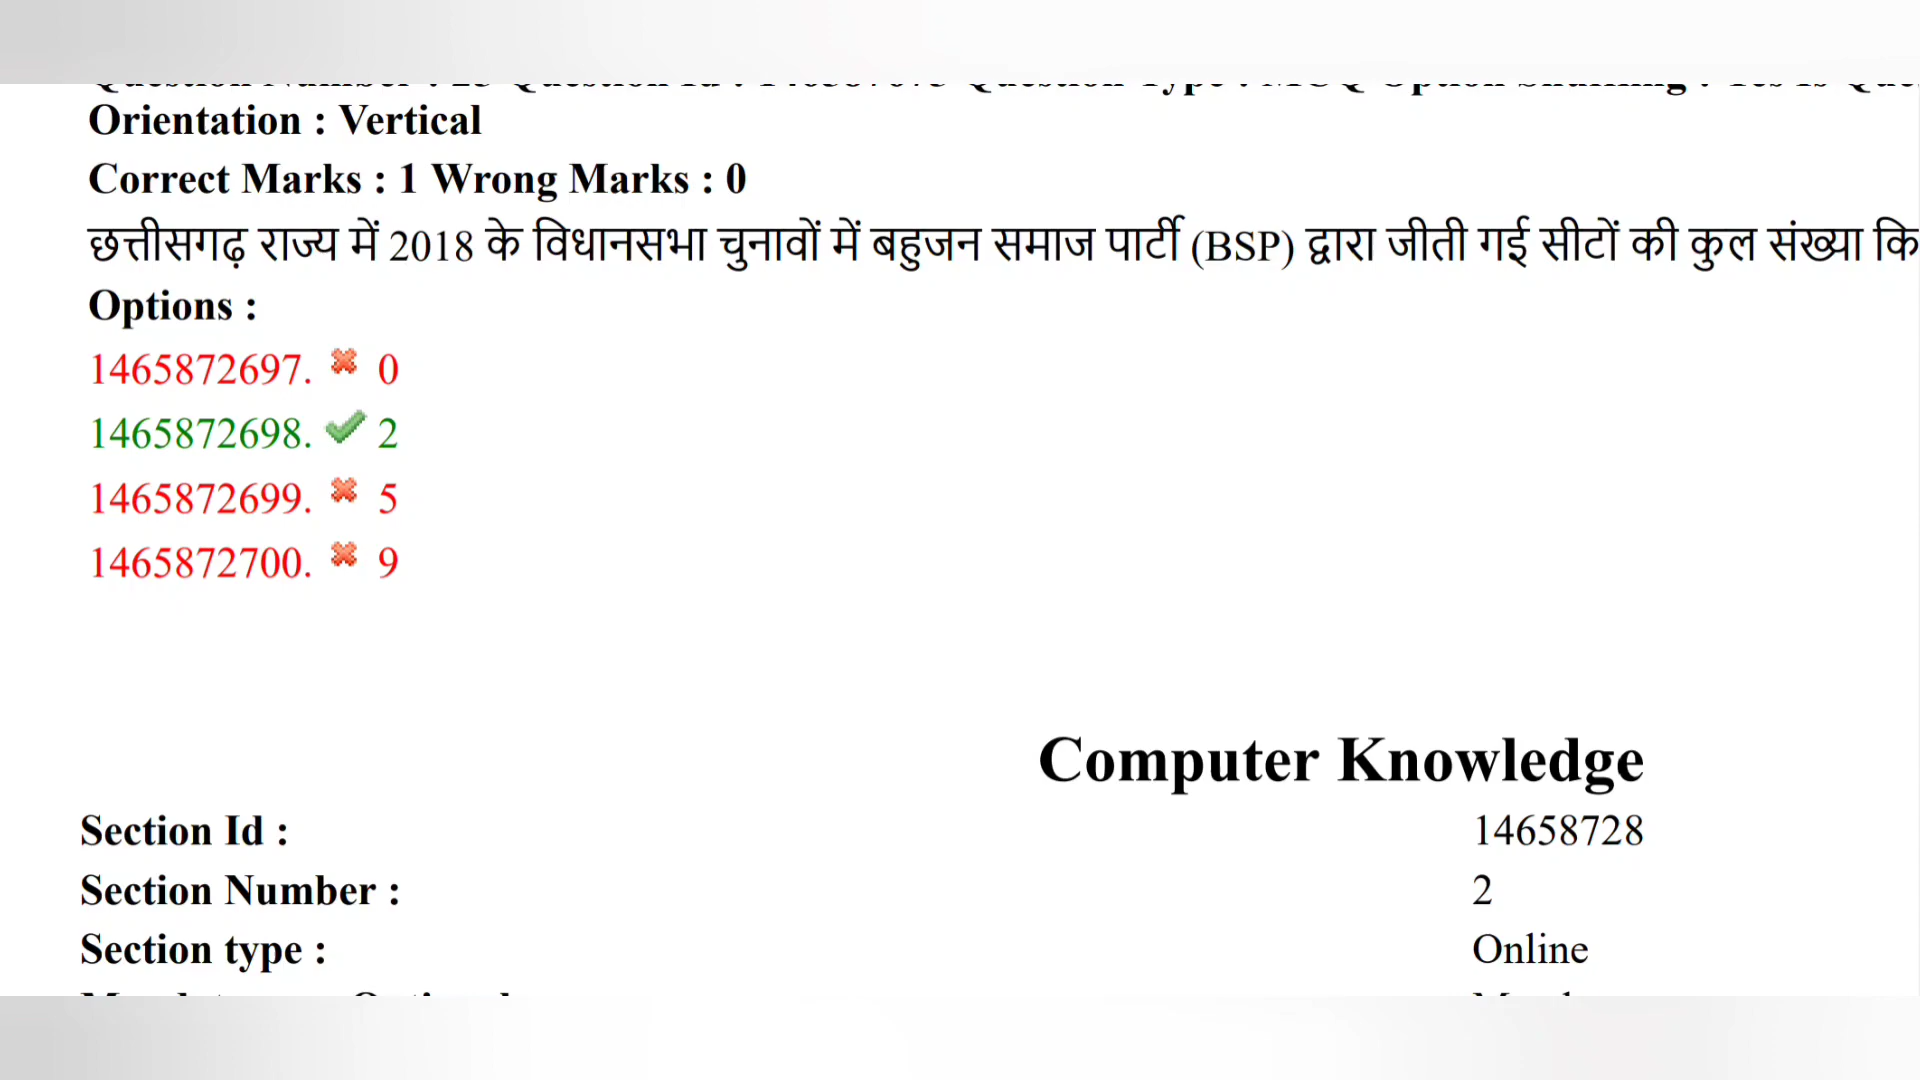 Orientation : Vertical
Correct Marks : 1 Wrong Marks : 0
छत्तीसगढ़ राज्य में 2018 के विधानसभा चुनावों में बहुजन समाज पार्टी (BSP) द्वारा जीती गई सीटों की कुल संख्या
Options :
1465872697. 0
1465872698. 2
1465872699. 5
1465872700. 9
Computer Knowledge
Section Id : 14658728
Section Number : 2
Section type : Online